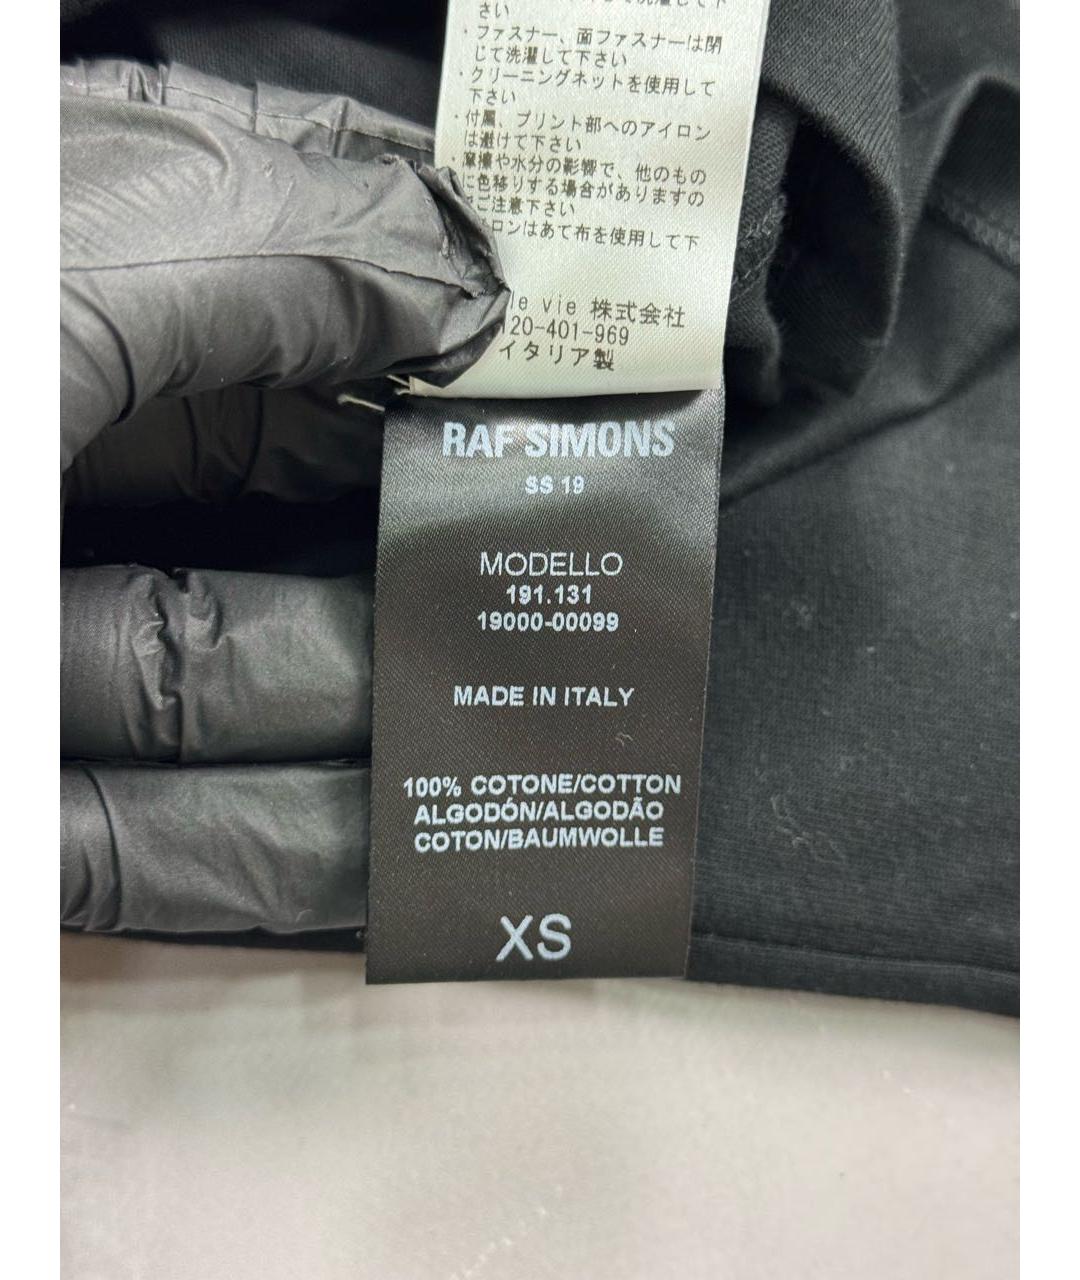 さい
・ファスナー、面ファスナーは閉
じて洗濯して下さい
・クリーニングネットを使用して
下さい
・付属、プリント部へのアイロン
は避けて下さい
・摩擦や水分の影響で、他のもの
に色移りする場合がありますの
でご注意下さい
ロンはあて布を使用して下
le vie 株式会社
120-401-969
イタリア製
RAF SIMONS
SS 19
MODELLO
191.131
19000-00099
MADE IN ITALY
100% COTONE/COTTON
ALGODÓN/ALGODÃO
COTON/BAUMWOLLE
XS